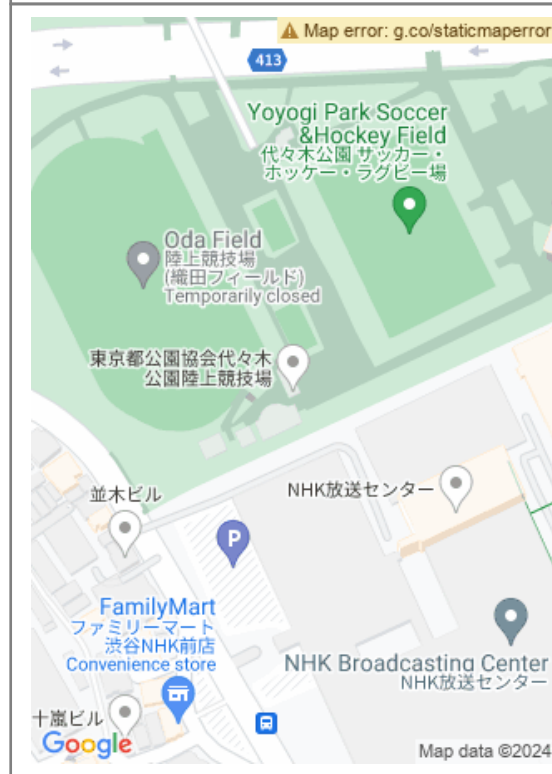 Map error: g.co/staticmaperror
413
Yoyogi Park Soccer
&Hockey Field
代々木公園 サッカー・
ホッケー・ラグビー場
Oda Field
陸上競技場
(織田フィールド)
Temporarily closed
東京都公園協会代々木
公園陸上競技場
NHK放送センター
並木ビル
P
FamilyMart
ファミリーマート
渋谷NHK前店
Convenience store
NHK Broadcasting Center
NHK放送センター
十嵐ビル
Google
Map data ©2024